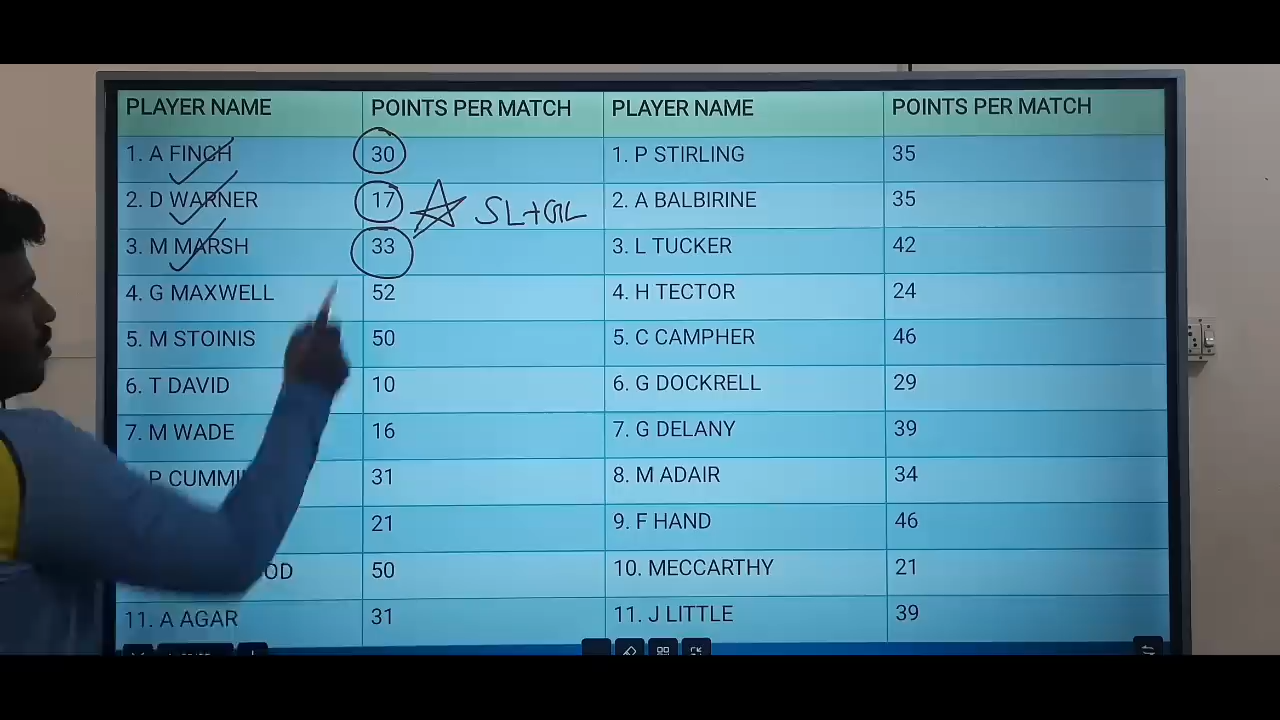 PLAYER NAME POINTS PER MATCH PLAYER NAME POINTS PER MATCH
1. A FINCH 30 1. P STIRLING 35
2. D WARNER 17 SL+GL 2. A BALBIRINE 35
3. M MARSH 33 3. L TUCKER 42
4. G MAXWELL 52 4. H TECTOR 24
5. M STOINIS 50 5. C CAMPHER 46
6. T DAVID 10 6. G DOCKRELL 29
7. M WADE 16 7. G DELANY 39
P CUMMI 31 8. M ADAIR 34
21 9. F HAND 46
OD 50 10. MECCARTHY 21
11. A AGAR 31 11. J LITTLE 39